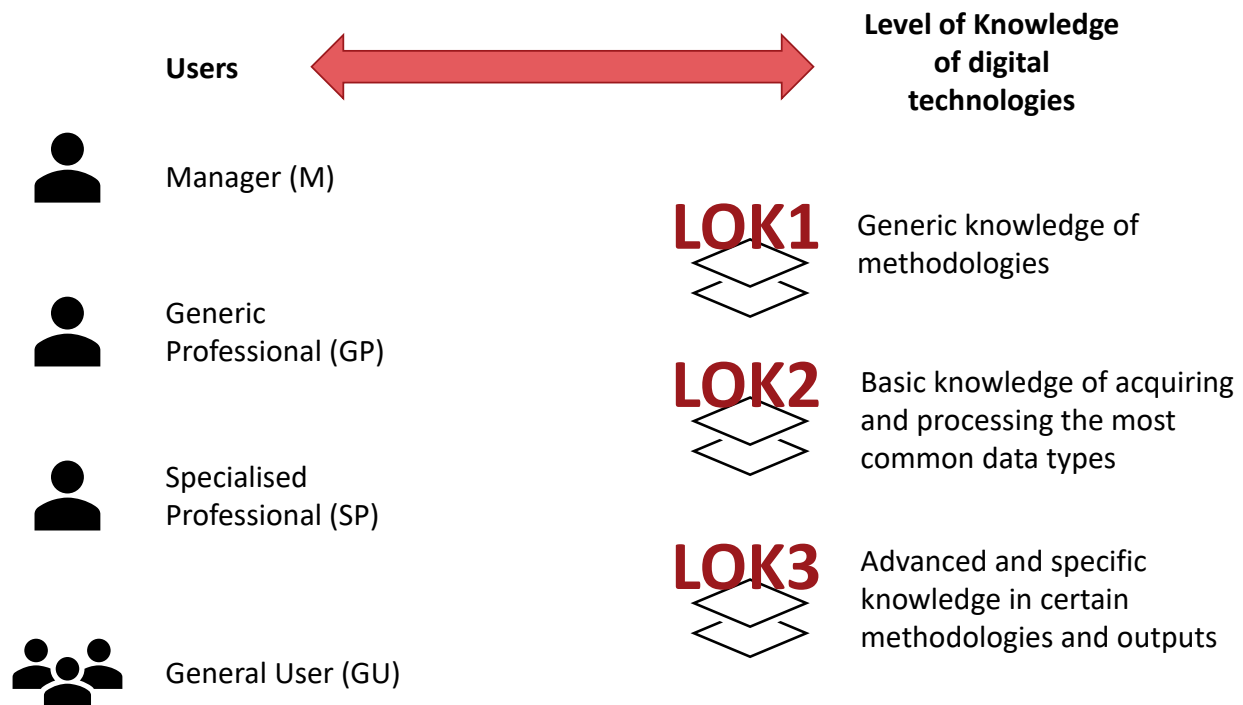 Users
Level of Knowledge
of digital
technologies
Manager (M)
Generic
Professional (GP)
Specialised
Professional (SP)
General User (GU)
LOK1
Generic knowledge of
methodologies
LOK2
Basic knowledge of acquiring
and processing the most
common data types
LOK3
Advanced and specific
knowledge in certain
methodologies and outputs